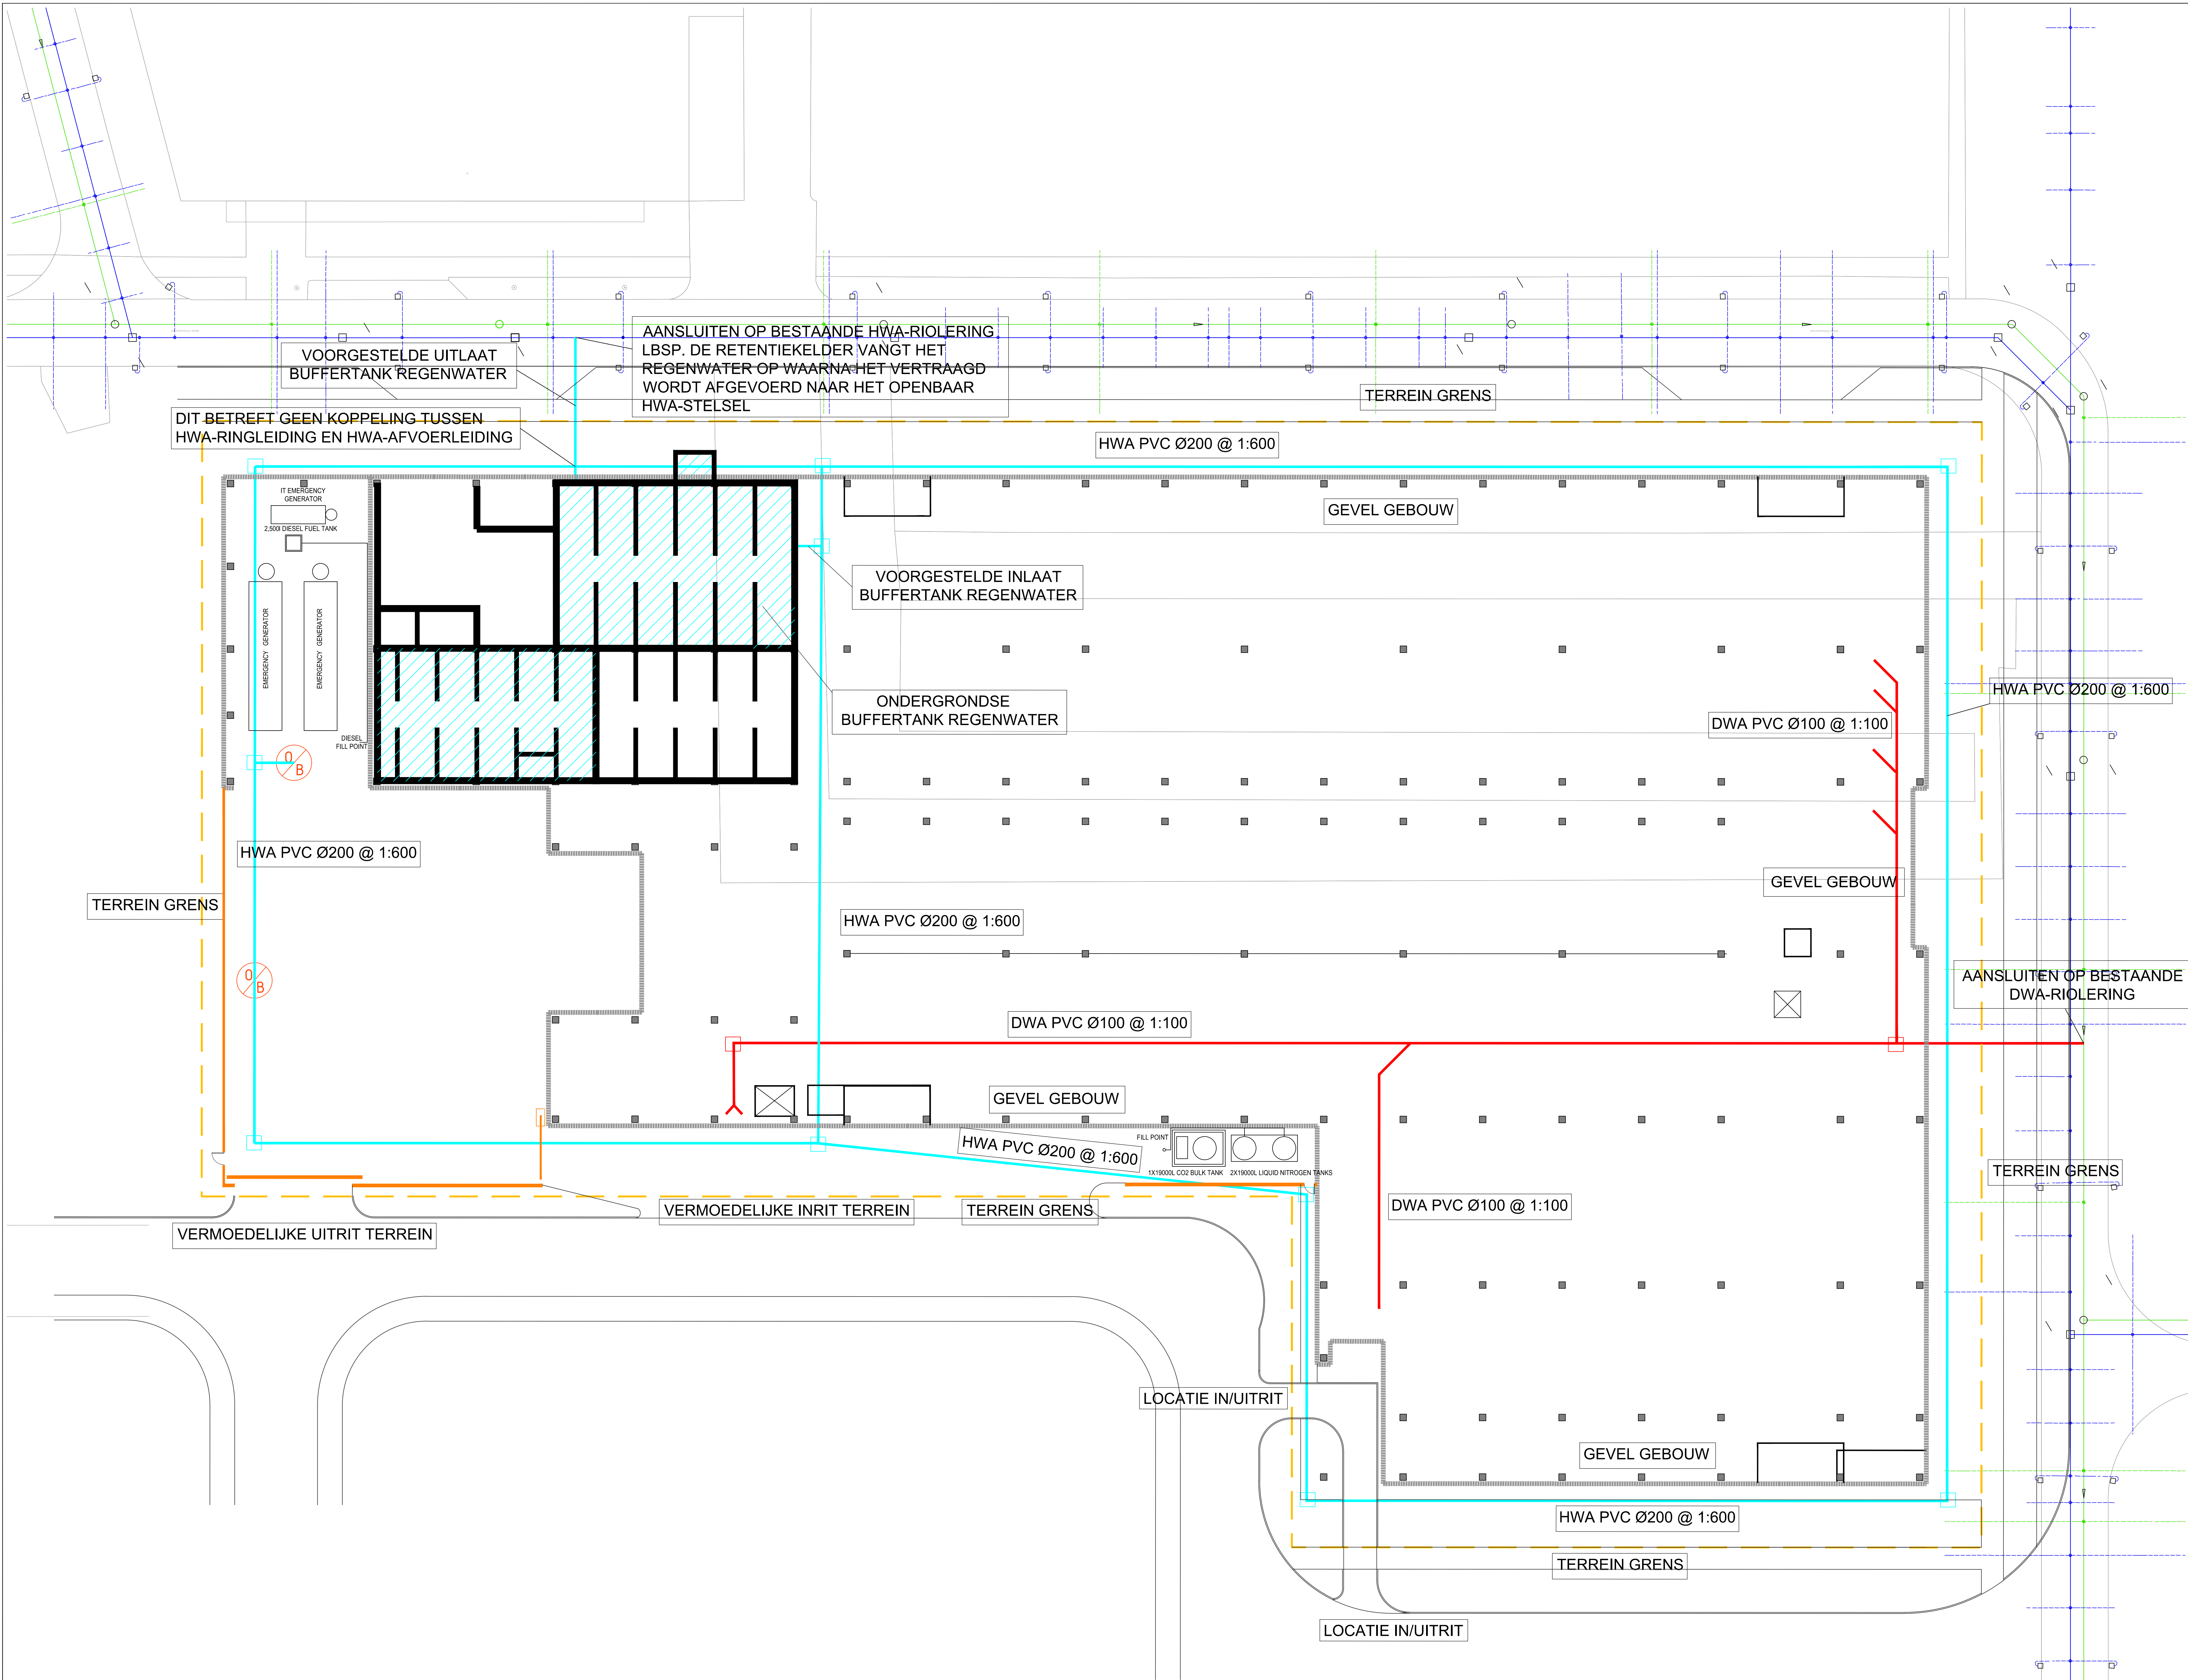 AANSLUITEN OP BESTAANDE HWA-RIOLERING
LBSP. DE RETENTIEKELDER VANGT HET
REGENWATER OP WAARNA HET VERTRAAGD
WORDT AFGEVOERD NAAR HET OPENBAAR
HWA-STELSEL
VOORGESTELDE UITLAAT
BUFFERTANK REGENWATER
TERREIN GRENS
DIT BETREFT GEEN KOPPELING TUSSEN
HWA-RINGLEIDING EN HWA-AFVOERLEIDING
HWA PVC Ø200 @ 1:600
IT EMERGENCY
GENERATOR
2,500l DIESEL FUEL TANK
GEVEL GEBOUW
VOORGESTELDE INLAAT
BUFFERTANK REGENWATER
EMERGENCY GENERATOR
EMERGENCY GENERATOR
ONDERGRONDSE
BUFFERTANK REGENWATER
HWA PVC Ø200 @ 1:600
DWA PVC Ø100 @ 1:100
DIESEL
FILL POINT
0/B
HWA PVC Ø200 @ 1:600
TERREIN GRENS
GEVEL GEBOUW
HWA PVC Ø200 @ 1:600
0/B
AANSLUITEN OP BESTAANDE
DWA-RIOLERING
DWA PVC Ø100 @ 1:100
GEVEL GEBOUW
HWA PVC Ø200 @ 1:600
FILL POINT
1X19000L CO2 BULK TANK
2X19000L LIQUID NITROGEN TANKS
TERREIN GRENS
DWA PVC Ø100 @ 1:100
VERMOEDELIJKE INRIT TERREIN
TERREIN GRENS
VERMOEDELIJKE UITRIT TERREIN
LOCATIE IN/UITRIT
GEVEL GEBOUW
HWA PVC Ø200 @ 1:600
TERREIN GRENS
LOCATIE IN/UITRIT